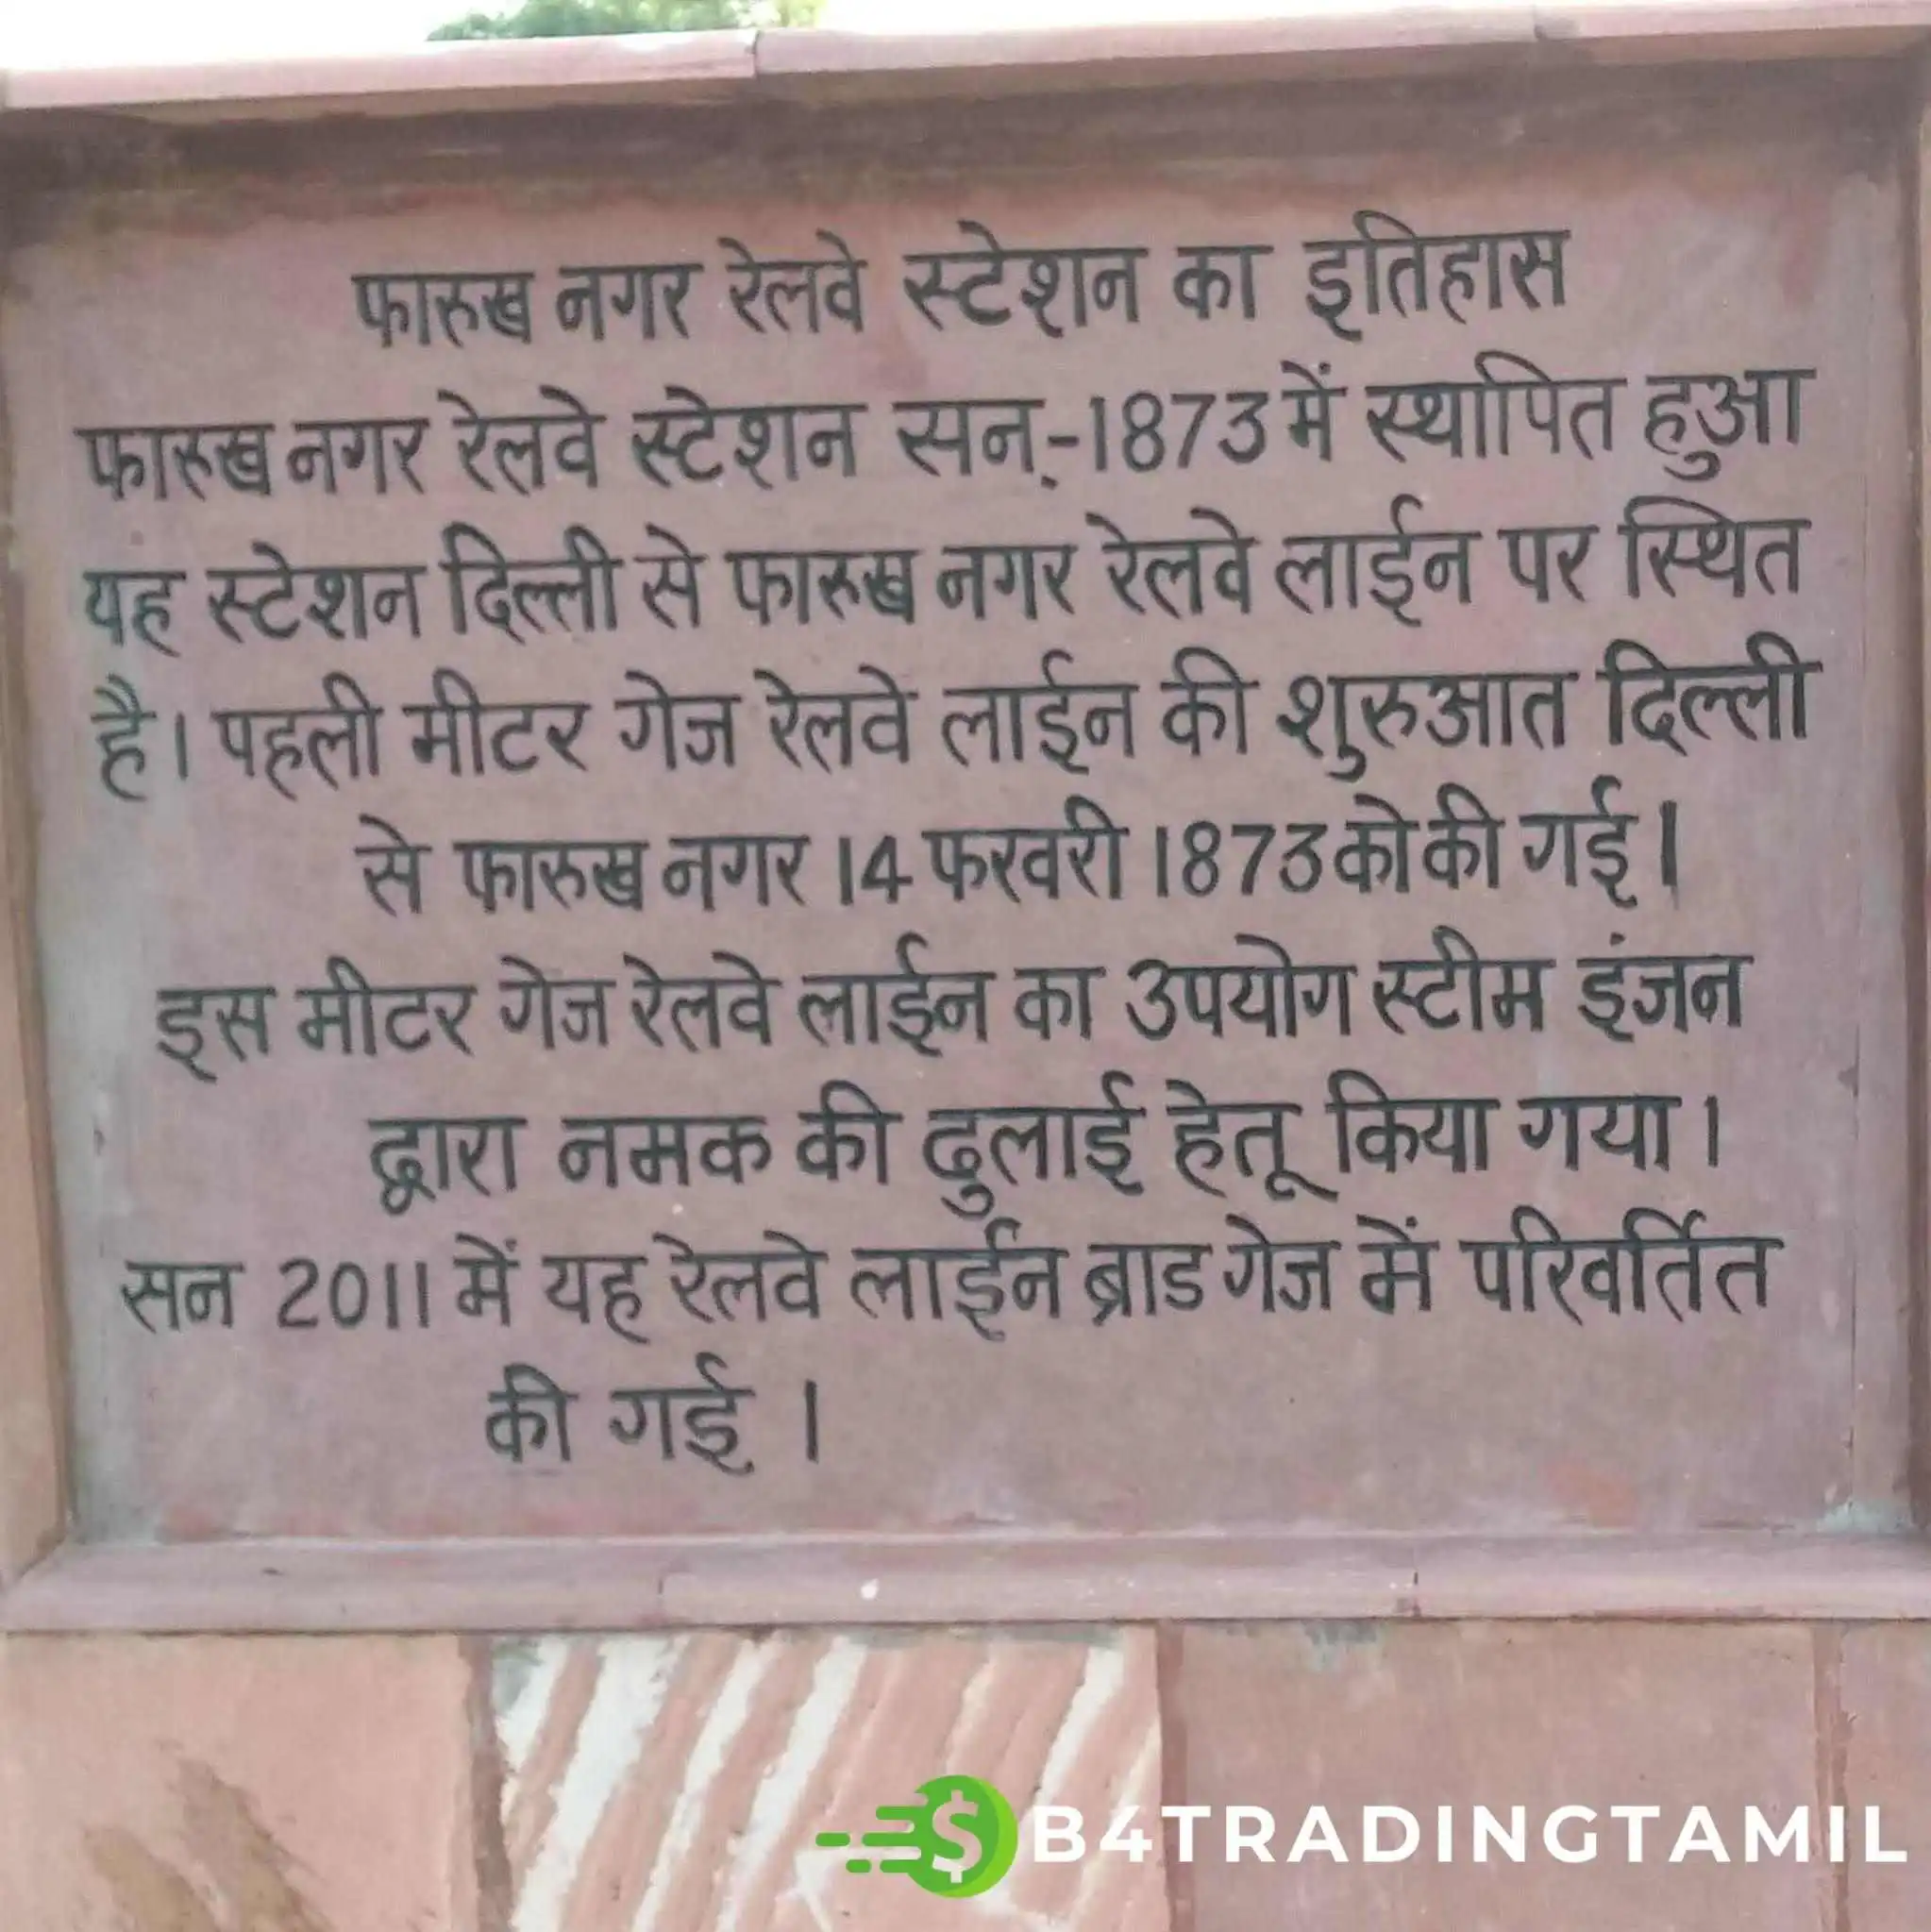 फारुख नगर रेलवे स्टेशन का इतिहास
फारुख नगर रेलवे स्टेशन सन्-1873 में स्थापित हुआ
यह स्टेशन दिल्ली से फारुख नगर रेलवे लाईन पर स्थित
है। पहली मीटर गेज रेलवे लाईन की शुरुआत दिल्ली
से फारुख नगर 14 फरवरी 1873 को की गई।
इस मीटर गेज रेलवे लाईन का उपयोग स्टीम इंजन
द्वारा नमक की ढुलाई हेतू किया गया।
सन 2011 में यह रेलवे लाईन ब्राड गेज में परिवर्तित
की गई ।
B4TRADINGTAMIL